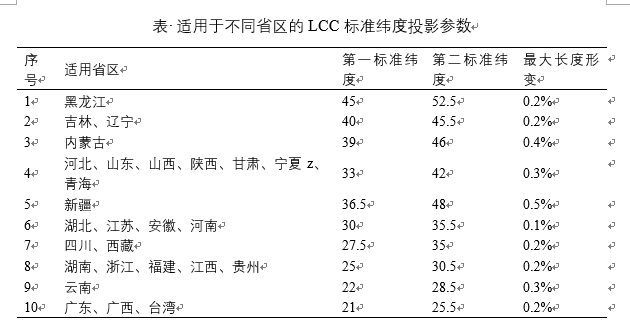 表· 适用于不同省区的 LCC 标准纬度投影参数
序号 适用省区 第一标准纬度 第二标准纬度 最大长度形变
1 黑龙江 45 52.5 0.2%
2 吉林、辽宁 40 45.5 0.2%
3 内蒙古 39 46 0.4%
4 河北、山东、山西、陕西、甘肃、宁夏 z、青海 33 42 0.3%
5 新疆 36.5 48 0.5%
6 湖北、江苏、安徽、河南 30 35.5 0.1%
7 四川、西藏 27.5 35 0.2%
8 湖南、浙江、福建、江西、贵州 25 30.5 0.2%
9 云南 22 28.5 0.3%
10 广东、广西、台湾 21 25.5 0.2%